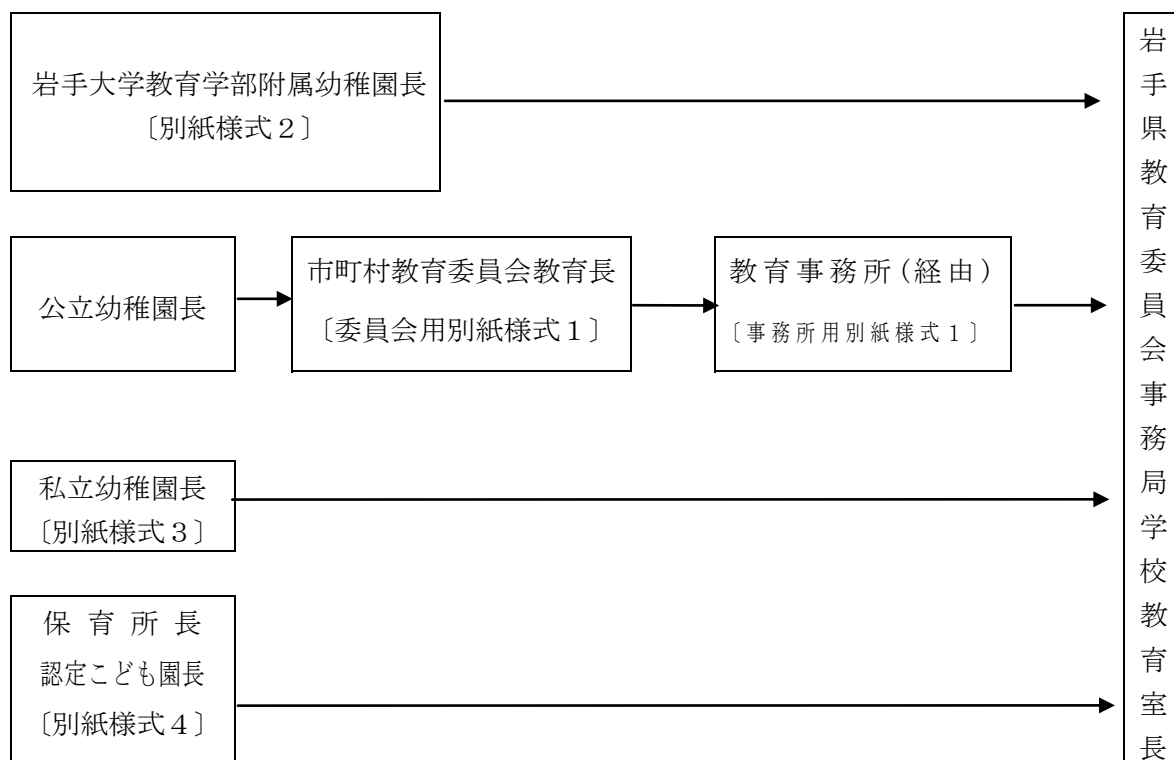 岩手大学教育学部附属幼稚園長
〔別紙様式２〕
公立幼稚園長
市町村教育委員会教育長
〔委員会用別紙様式１〕
教育事務所(経由)
〔事務所用別紙様式１〕
私立幼稚園長
〔別紙様式３〕
保育所長
認定こども園長
〔別紙様式４〕
岩手県教育委員会事務局学校教育室長